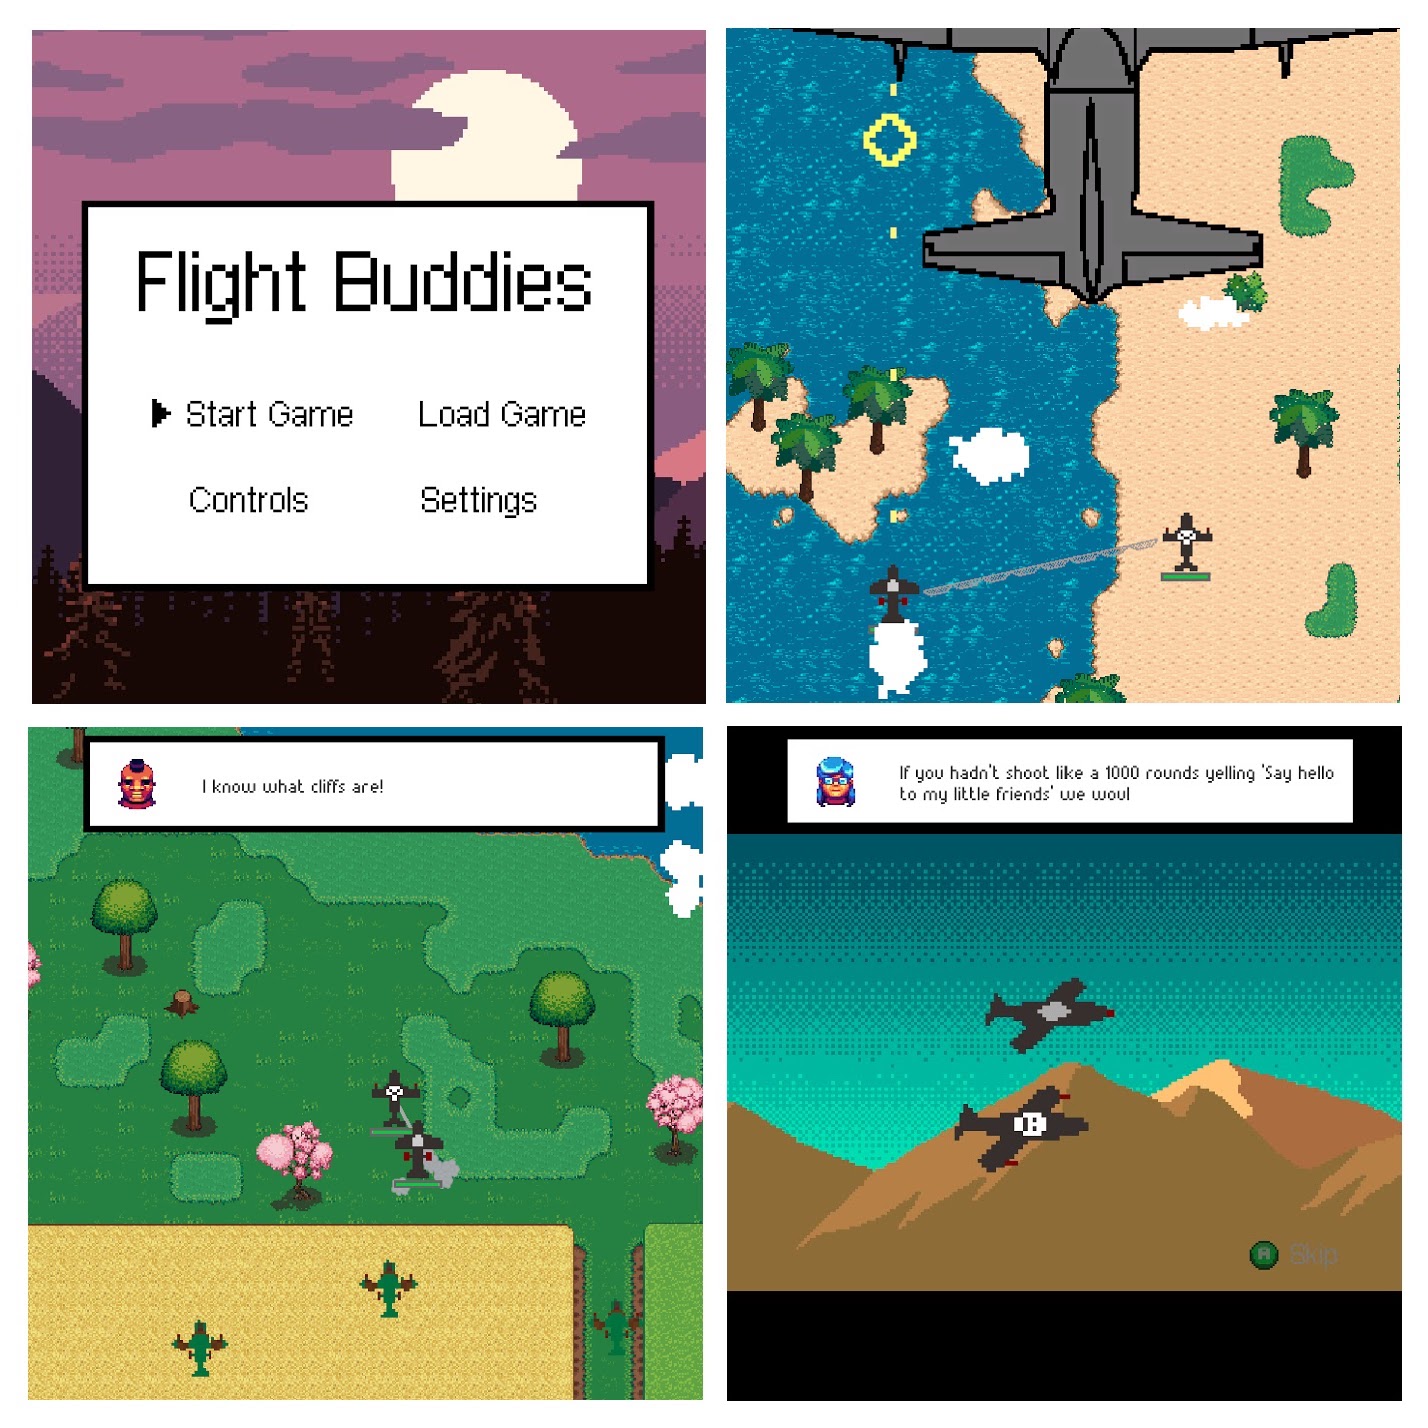 Flight Buddies
Start Game Load Game
Controls Settings
I know what cliffs are!
If you hadn't shoot like a 1000 rounds yelling 'Say hello
to my little friends' we woul
A Skip